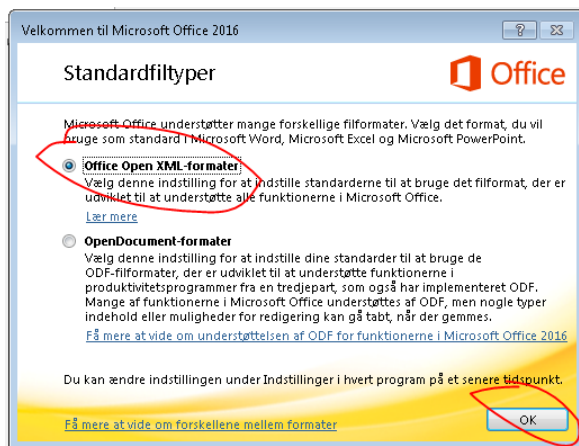 Velkommen til Microsoft Office 2016
Standardfiltyper
Office
Microsoft Office understøtter mange forskellige filformater. Vælg det format, du vil
bruge som standard i Microsoft Word, Microsoft Excel og Microsoft PowerPoint.
Office Open XML-formater
Vælg denne indstilling for at indstille standarderne til at bruge det filformat, der er
udviklet til at understøtte alle funktionerne i Microsoft Office.
Lær mere
OpenDocument-formater
Vælg denne indstilling for at indstille dine standarder til at bruge de
ODF-filformater, der er udviklet til at understøtte funktionerne i
produktivitetsprogrammer fra en tredjepart, som også har implementeret ODF.
Mange af funktionerne i Microsoft Office understøttes af ODF, men nogle typer
indehold eller muligheder for redigering kan gå tabt, når der gemmes.
Få mere at vide om understøttelsen af ODF for funktionerne i Microsoft Office 2016
Du kan ændre indstillingen under Indstillinger i hvert program på et senere tidspunkt.
Få mere at vide om forskellene mellem formater
OK